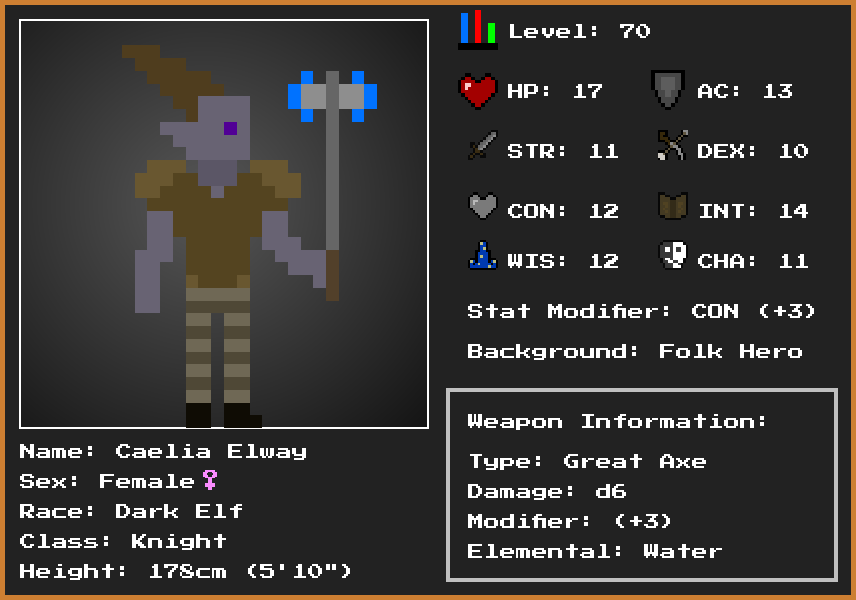 Level: 70
HP: 17
AC: 13
STR: 11
DEX: 10
CON: 12
INT: 14
WIS: 12
CHA: 11
Stat Modifier: CON (+3)
Background: Folk Hero
Weapon Information:
Type: Great Axe
Damage: d6
Modifier: (+3)
Elemental: Water
Name: Caelia Elway
Sex: Female♀
Race: Dark Elf
Class: Knight
Height: 178cm (5'10")